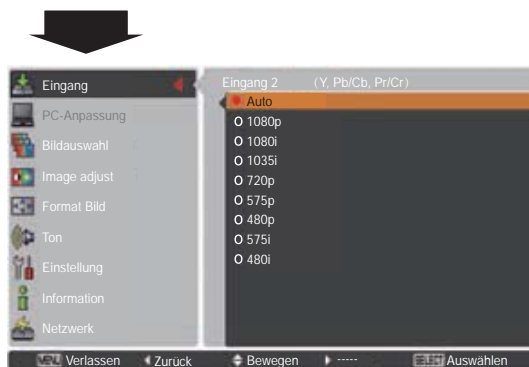 Eingang
PC-Anpassung
Bildauswahl
Image adjust
Format Bild
Ton
Einstellung
Information
Netzwerk
Eingang 2 (Y, Pb/Cb, Pr/Cr)
Auto
1080p
1080i
1035i
720p
575p
480p
575i
480i
MENU Verlassen Zurück Bewegen ----- SELECT Auswählen